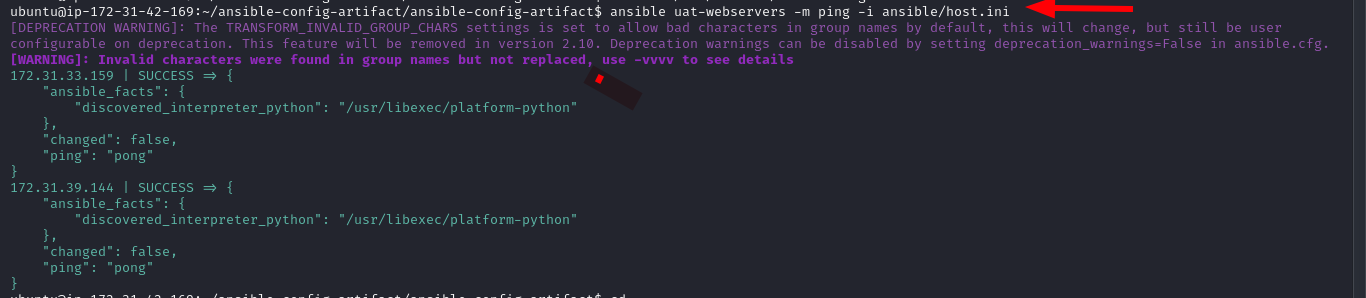 ubuntu@ip-172-31-42-169:~/ansible-config-artifact/ansible-config-artifact$ ansible uat-webservers -m ping -i ansible/host.ini
[DEPRECATION WARNING]: The TRANSFORM_INVALID_GROUP_CHARS settings is set to allow bad characters in group names by default, this will change, but still be user
configurable on deprecation. This feature will be removed in version 2.10. Deprecation warnings can be disabled by setting deprecation_warnings=False in ansible.cfg.
[WARNING]: Invalid characters were found in group names but not replaced, use -vvvv to see details
172.31.33.159 | SUCCESS => {
    "ansible_facts": {
        "discovered_interpreter_python": "/usr/libexec/platform-python"
    },
    "changed": false,
    "ping": "pong"
}
172.31.39.144 | SUCCESS => {
    "ansible_facts": {
        "discovered_interpreter_python": "/usr/libexec/platform-python"
    },
    "changed": false,
    "ping": "pong"
}